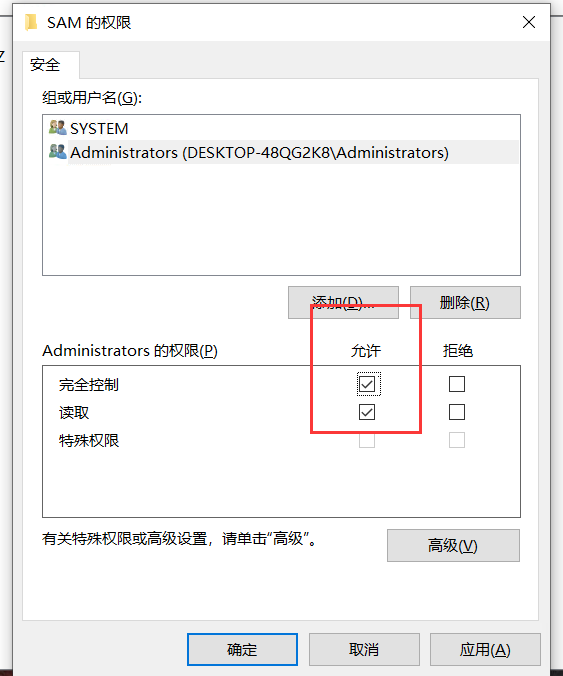 SAM 的权限
安全
组或用户名(G):
SYSTEM
Administrators (DESKTOP-48QG2K8\Administrators)
添加(D)... 删除(R)
Administrators 的权限(P) 允许 拒绝
完全控制
读取
特殊权限
有关特殊权限或高级设置，请单击“高级”。
高级(V)
确定 取消 应用(A)